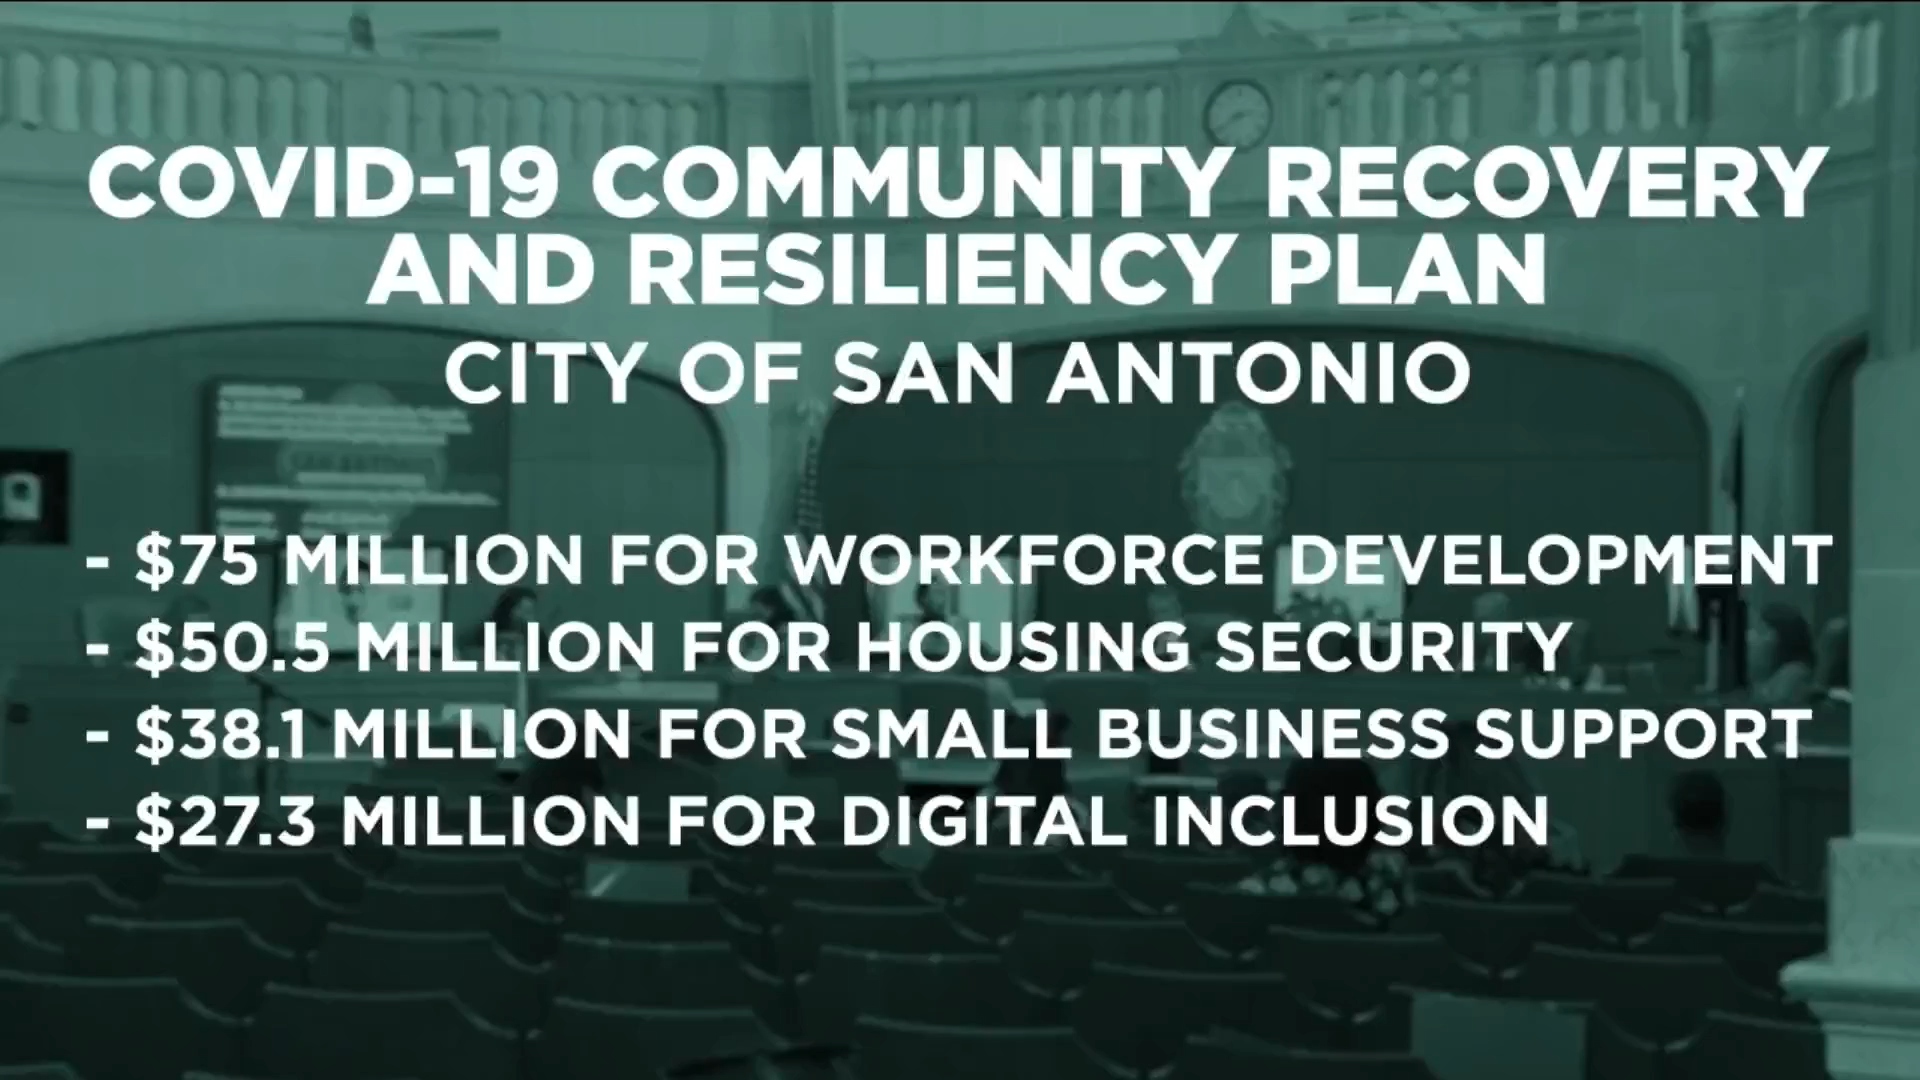 COVID-19 COMMUNITY RECOVERY
AND RESILIENCY PLAN
CITY OF SAN ANTONIO
- $75 MILLION FOR WORKFORCE DEVELOPMENT
- $50.5 MILLION FOR HOUSING SECURITY
- $38.1 MILLION FOR SMALL BUSINESS SUPPORT
- $27.3 MILLION FOR DIGITAL INCLUSION